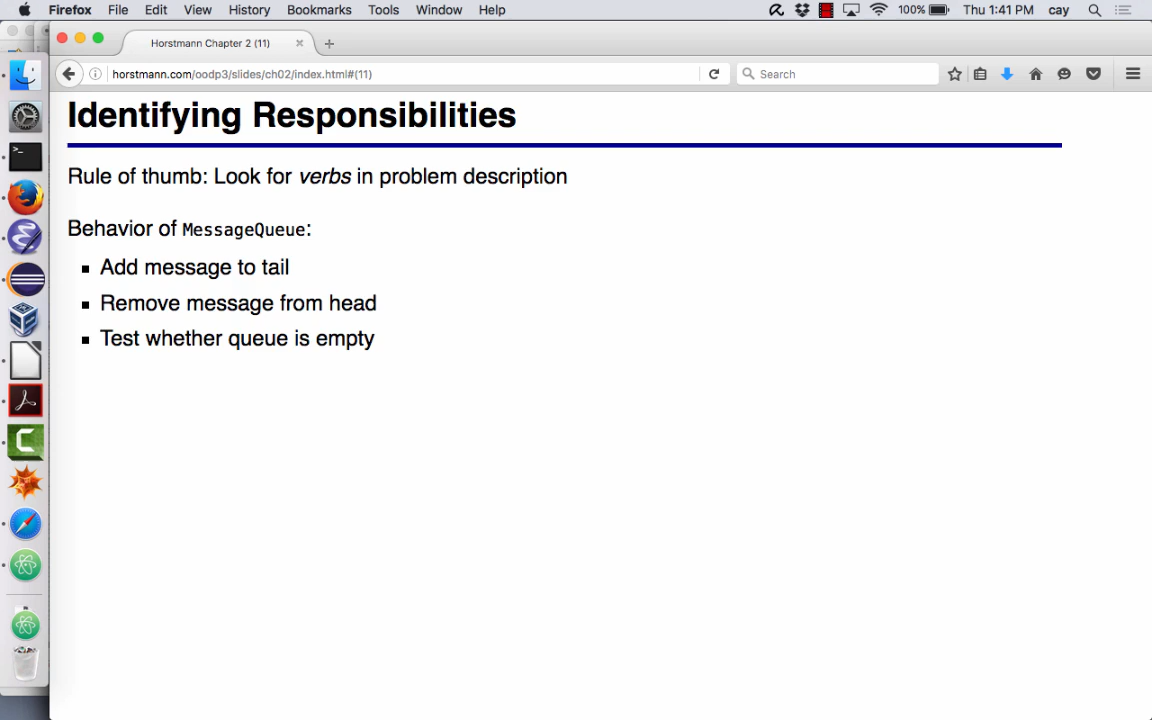 Firefox File Edit View History Bookmarks Tools Window Help 100% Thu 1:41 PM cay
Horstmann Chapter 2 (11)
horstmann.com/oodp3/slides/ch02/index.html#(11) Search
Identifying Responsibilities
Rule of thumb: Look for verbs in problem description
Behavior of MessageQueue:
Add message to tail
Remove message from head
Test whether queue is empty